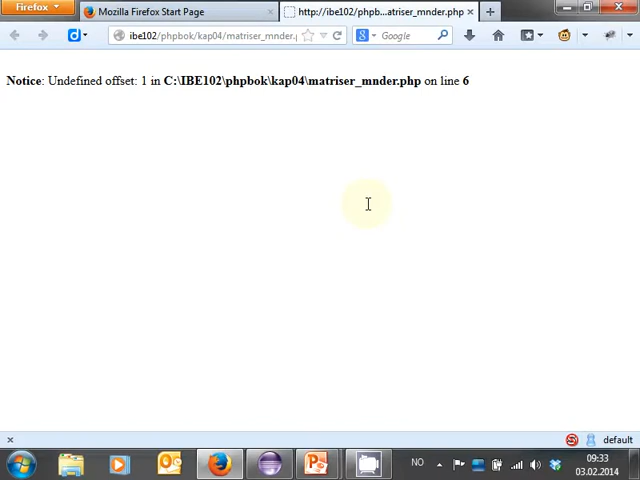 Firefox
Mozilla Firefox Start Page
http://ibe102/phpb...atriser_mnder.php
ibe102/phpbok/kap04/matriser_mnder.
Google
Notice: Undefined offset: 1 in C:\IBE102\phpbok\kap04\matriser_mnder.php on line 6
default
NO
09:33
03.02.2014